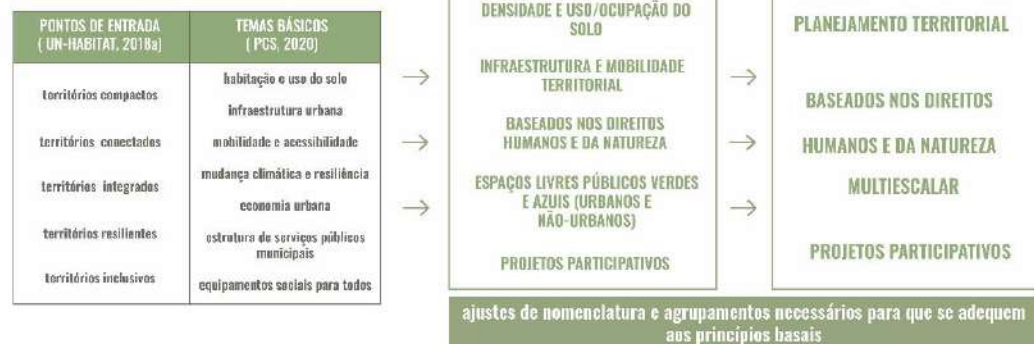 PONTOS DE ENTRADA
( UN-HABITAT, 2018a)
territórios compactos
territórios conectados
territórios integrados
territórios resilientes
territórios inclusivos
TEMAS BÁSICOS
( PCS, 2020)
habitação e uso do solo
infraestrutura urbana
mobilidade e acessibilidade
mudança climática e resiliência
economia urbana
estrutura de serviços públicos
municipais
equipamentos sociais para todos
DENSIDADE E USO/OCUPAÇÃO DO
SOLO
INFRAESTRUTURA E MOBILIDADE
TERRITORIAL
BASEADOS NOS DIREITOS
HUMANOS E DA NATUREZA
ESPAÇOS LIVRES PÚBLICOS VERDES
E AZUIS (URBANOS E
NÃO-URBANOS)
PROJETOS PARTICIPATIVOS
PLANEJAMENTO TERRITORIAL
BASEADOS NOS DIREITOS
HUMANOS E DA NATUREZA
MULTIESCALAR
PROJETOS PARTICIPATIVOS
ajustes de nomenclatura e agrupamentos necessários para que se adequem
aos princípios basais